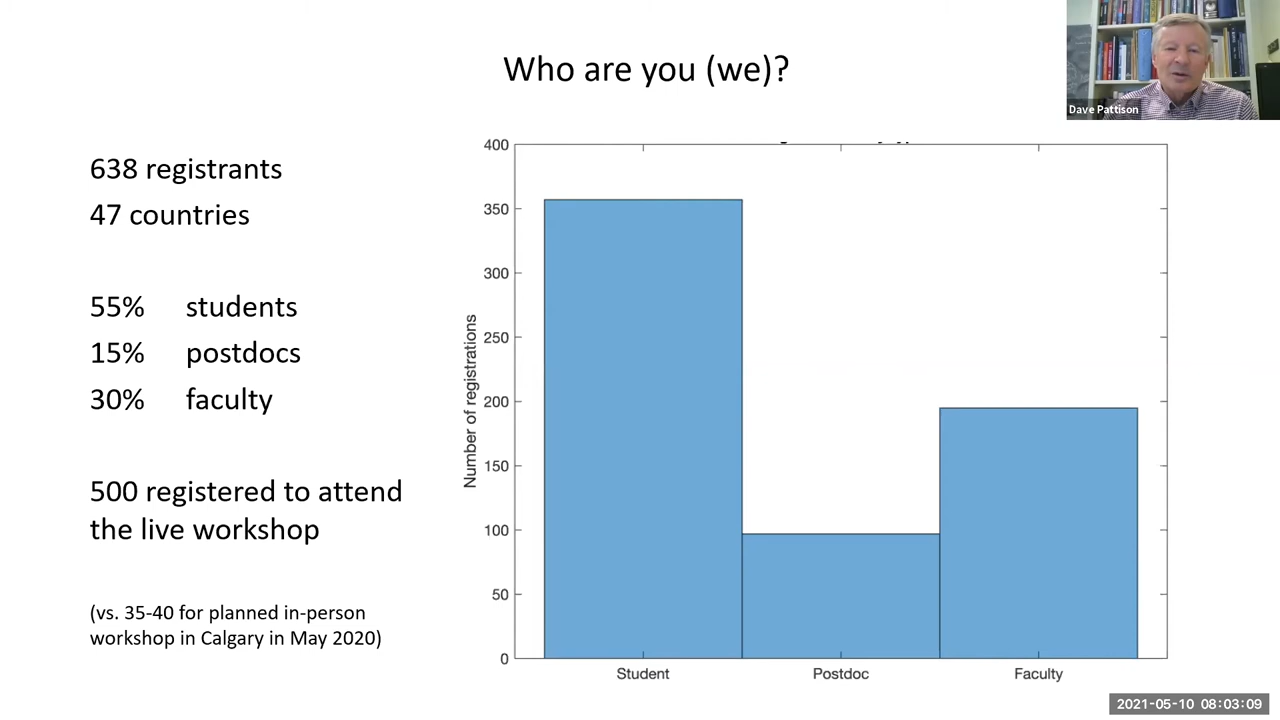 Who are you (we)?
Dave Pattison
638 registrants
47 countries
55% students
15% postdocs
30% faculty
500 registered to attend
the live workshop
(vs. 35-40 for planned in-person
workshop in Calgary in May 2020)
Number of registrations
400
350
300
250
200
150
100
50
0
Student Postdoc Faculty
2021-05-10 08:03:09